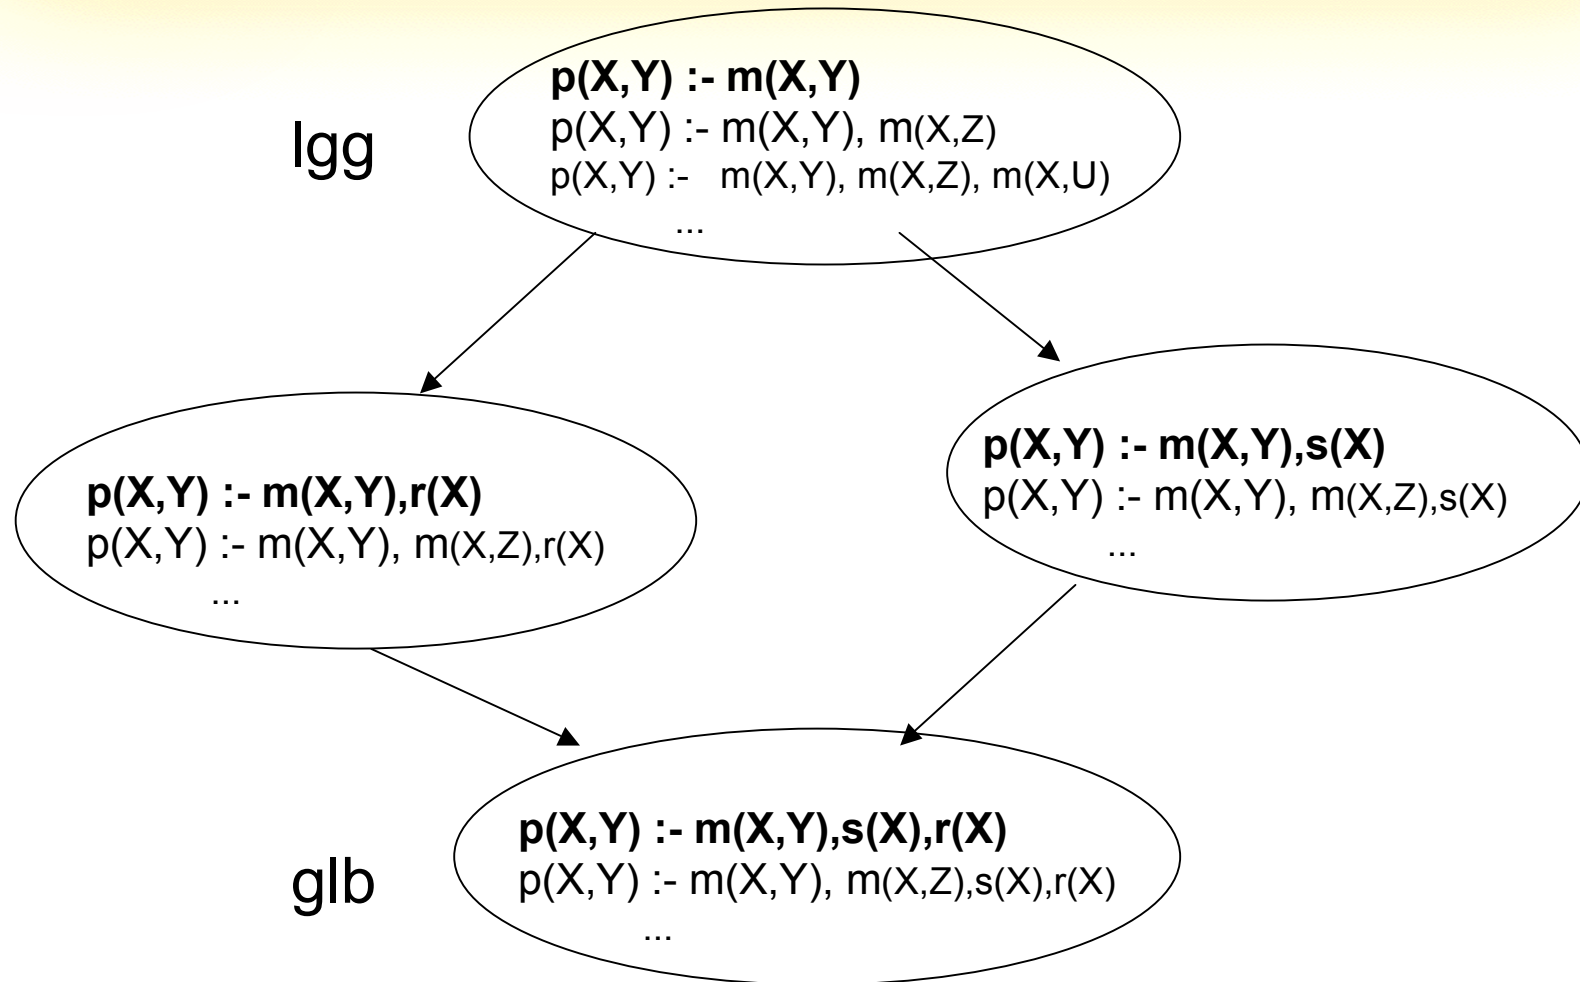 p(X,Y) :- m(X,Y)
p(X,Y) :- m(X,Y), m(X,Z)
p(X,Y) :- m(X,Y), m(X,Z), m(X,U)
...
lgg
p(X,Y) :- m(X,Y),r(X)
p(X,Y) :- m(X,Y), m(X,Z),r(X)
...
p(X,Y) :- m(X,Y),s(X)
p(X,Y) :- m(X,Y), m(X,Z),s(X)
...
glb
p(X,Y) :- m(X,Y),s(X),r(X)
p(X,Y) :- m(X,Y), m(X,Z),s(X),r(X)
...